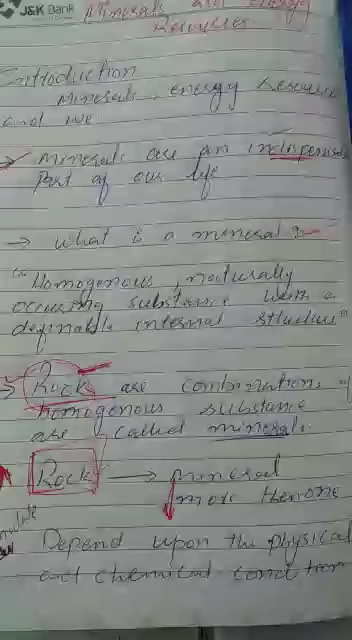 J&K Bank Minerals and energy
Resources
Introduction
Minerals, energy Resource
and we
→ Minerals are an indispensable
Part of our life
→ What is a mineral?
"Homogenous, naturally
occuring substance with a
definable internal structure"
→ Rock are combination of
homogenous substance
are called minerals.
Rock → mineral
more then one
Depend upon the physical
and chemical condition